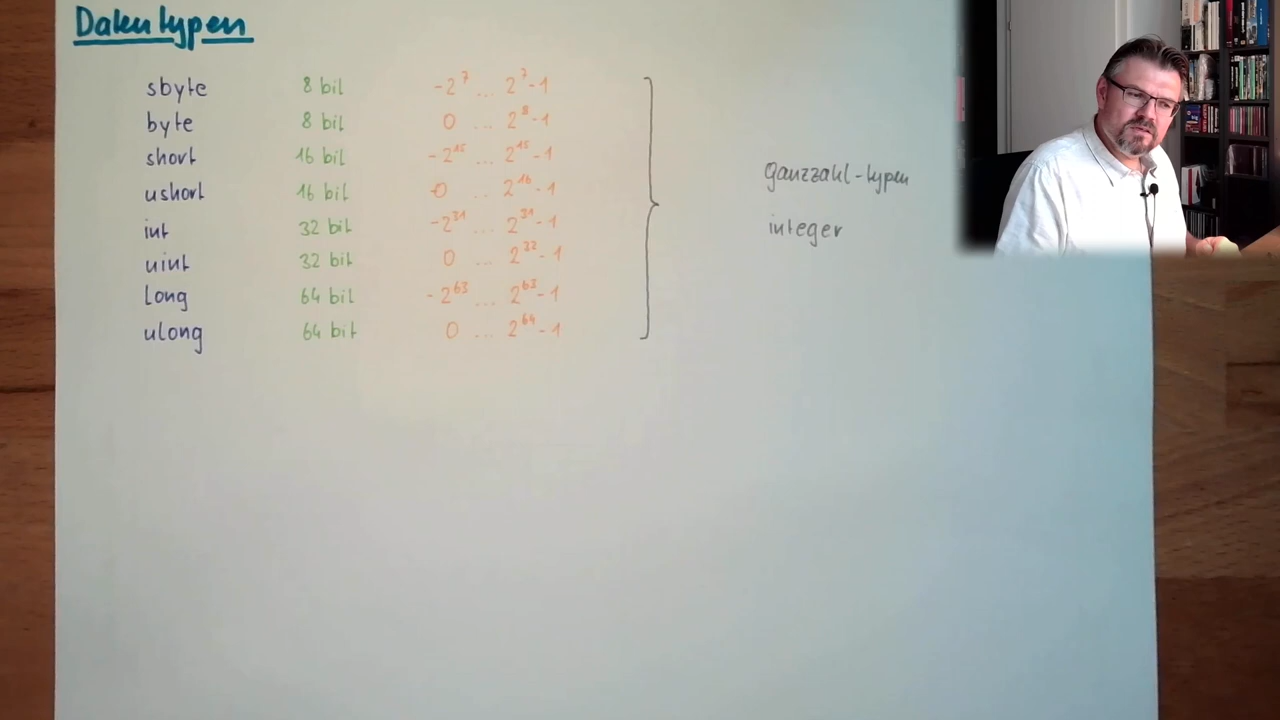 Datentypen
sbyte 8 bit -2⁷ ... 2⁷-1
byte 8 bit 0 ... 2⁸-1
short 16 bit -2¹⁵ ... 2¹⁵-1
ushort 16 bit 0 ... 2¹⁶-1
int 32 bit -2³¹ ... 2³¹-1
uint 32 bit 0 ... 2³²-1
long 64 bit -2⁶³ ... 2⁶³-1
ulong 64 bit 0 ... 2⁶⁴-1
ganzzahl-typen
integer